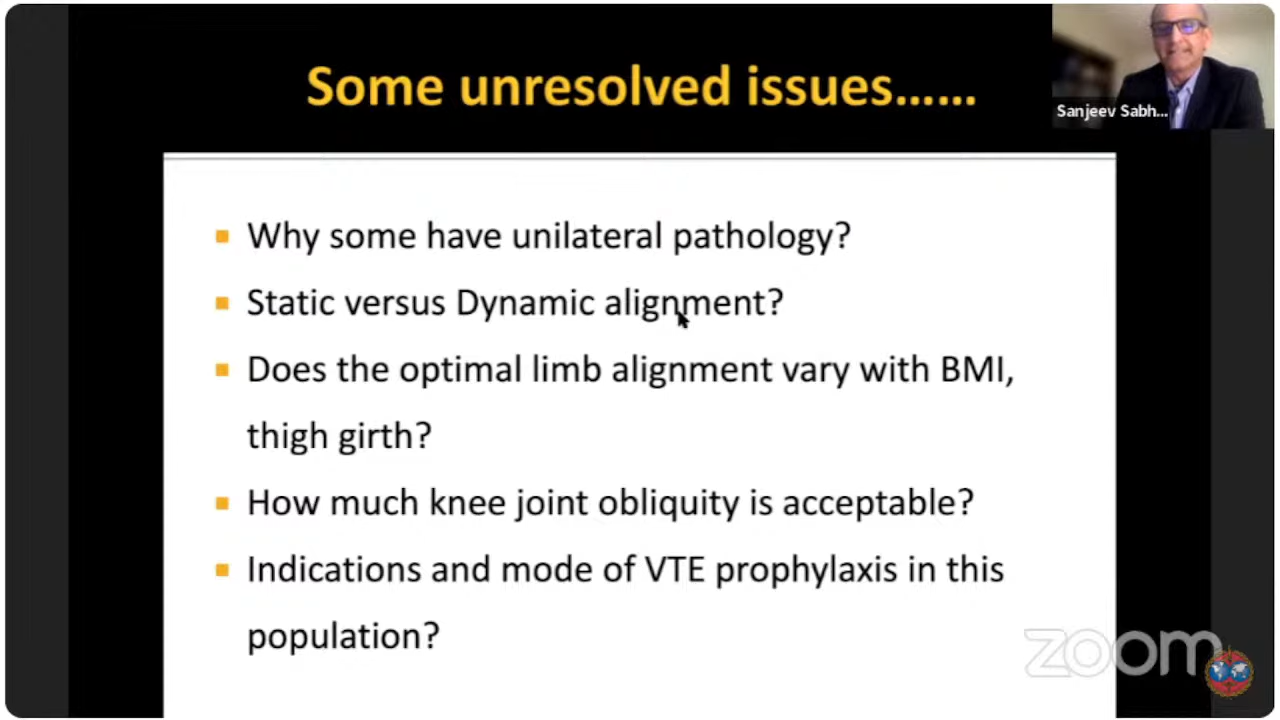 Some unresolved issues......
Sanjeev Sabh...
Why some have unilateral pathology?
Static versus Dynamic alignment?
Does the optimal limb alignment vary with BMI,
thigh girth?
How much knee joint obliquity is acceptable?
Indications and mode of VTE prophylaxis in this
population?
zoom